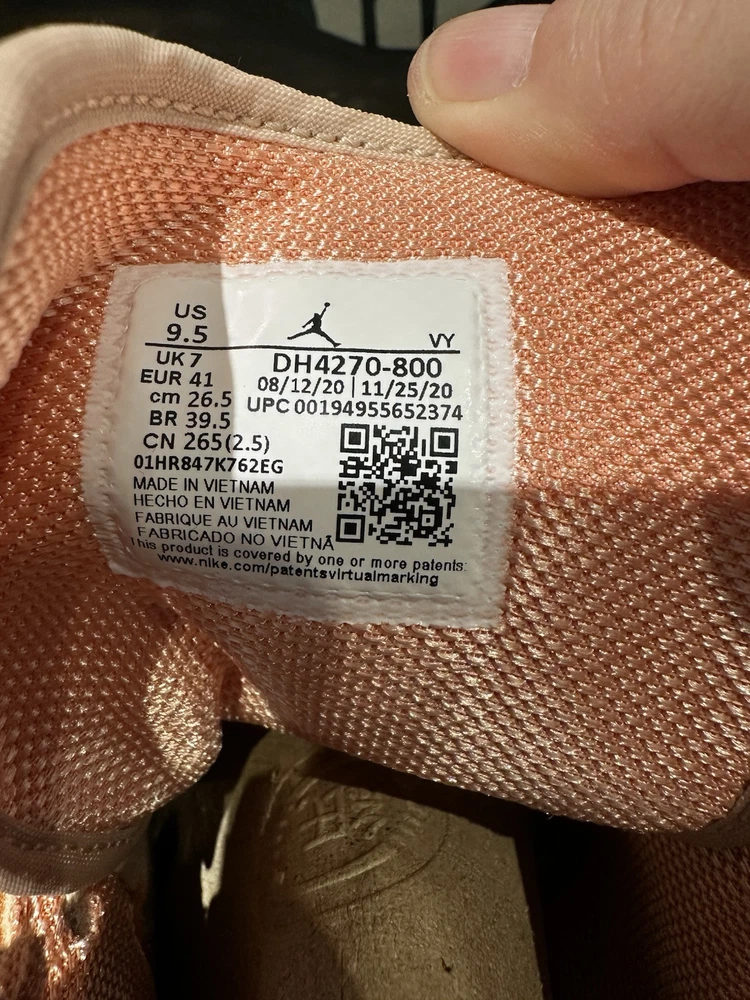 US
9.5
VY
UK 7
DH4270-800
EUR 41
08/12/20 | 11/25/20
cm 26.5
UPC 00194955652374
BR 39.5
CN 265(2.5)
01HR847K762EG
MADE IN VIETNAM
HECHO EN VIETNAM
FABRIQUE AU VIETNAM
FABRICADO NO VIETNÃ
This product is covered by one or more patents:
www.nike.com/patentsvirtualmarking